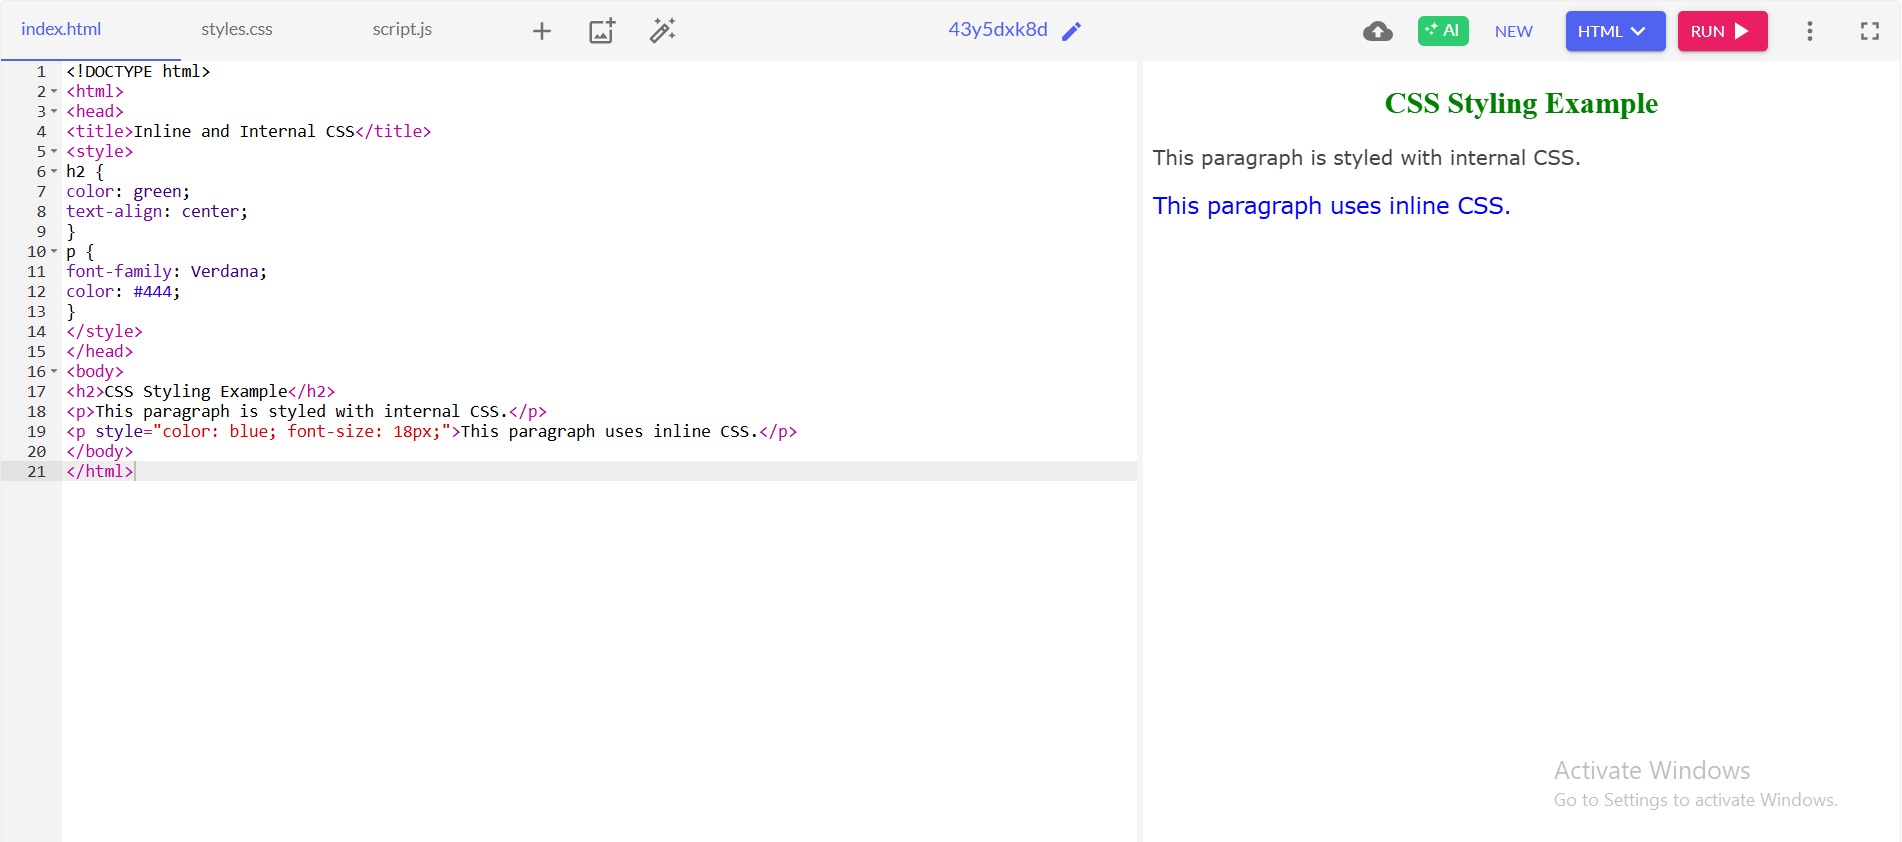 index.html styles.css script.js 43y5dxk8d AI NEW HTML RUN
1 <!DOCTYPE html>
2 <html>
3 <head>
4 <title>Inline and Internal CSS</title>
5 <style>
6 h2 {
7 color: green;
8 text-align: center;
9 }
10 p {
11 font-family: Verdana;
12 color: #444;
13 }
14 </style>
15 </head>
16 <body>
17 <h2>CSS Styling Example</h2>
18 <p>This paragraph is styled with internal CSS.</p>
19 <p style="color: blue; font-size: 18px;">This paragraph uses inline CSS.</p>
20 </body>
21 </html>
CSS Styling Example
This paragraph is styled with internal CSS.
This paragraph uses inline CSS.
Activate Windows
Go to Settings to activate Windows.